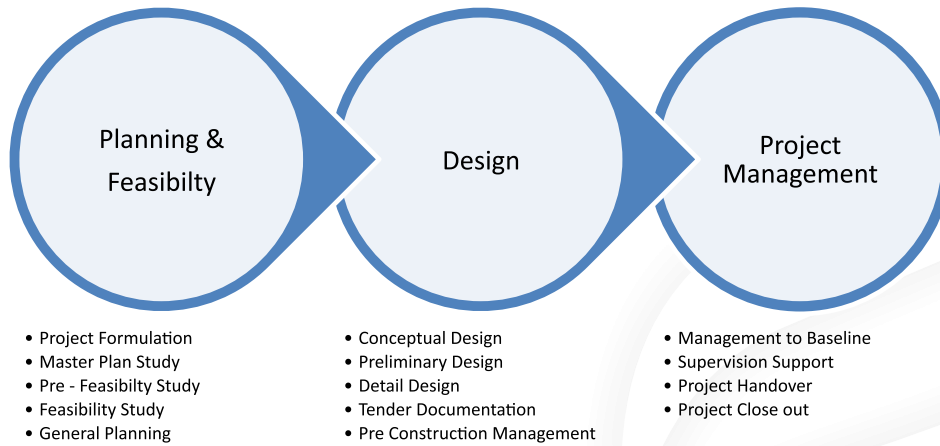 Planning &
Feasibilty
Design
Project
Management
• Project Formulation
• Master Plan Study
• Pre - Feasibilty Study
• Feasibility Study
• General Planning
• Conceptual Design
• Preliminary Design
• Detail Design
• Tender Documentation
• Pre Construction Management
• Management to Baseline
• Supervision Support
• Project Handover
• Project Close out